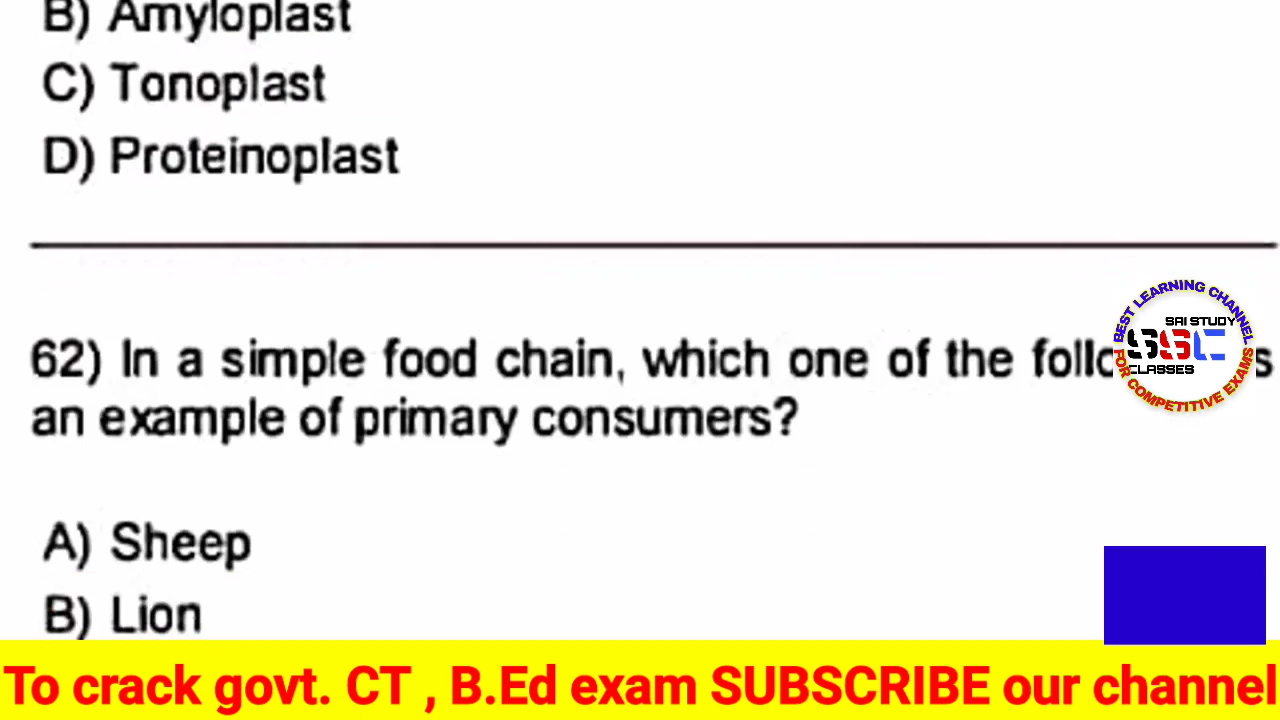 B) Amyloplast
C) Tonoplast
D) Proteinoplast
62) In a simple food chain, which one of the
an example of primary consumers?
BEST LEARNING CHANNEL
SAI STUDY
SSC
CLASSES
FOR COMPETITIVE EXAMS
A) Sheep
B) Lion
To crack govt. CT , B.Ed exam SUBSCRIBE our channel